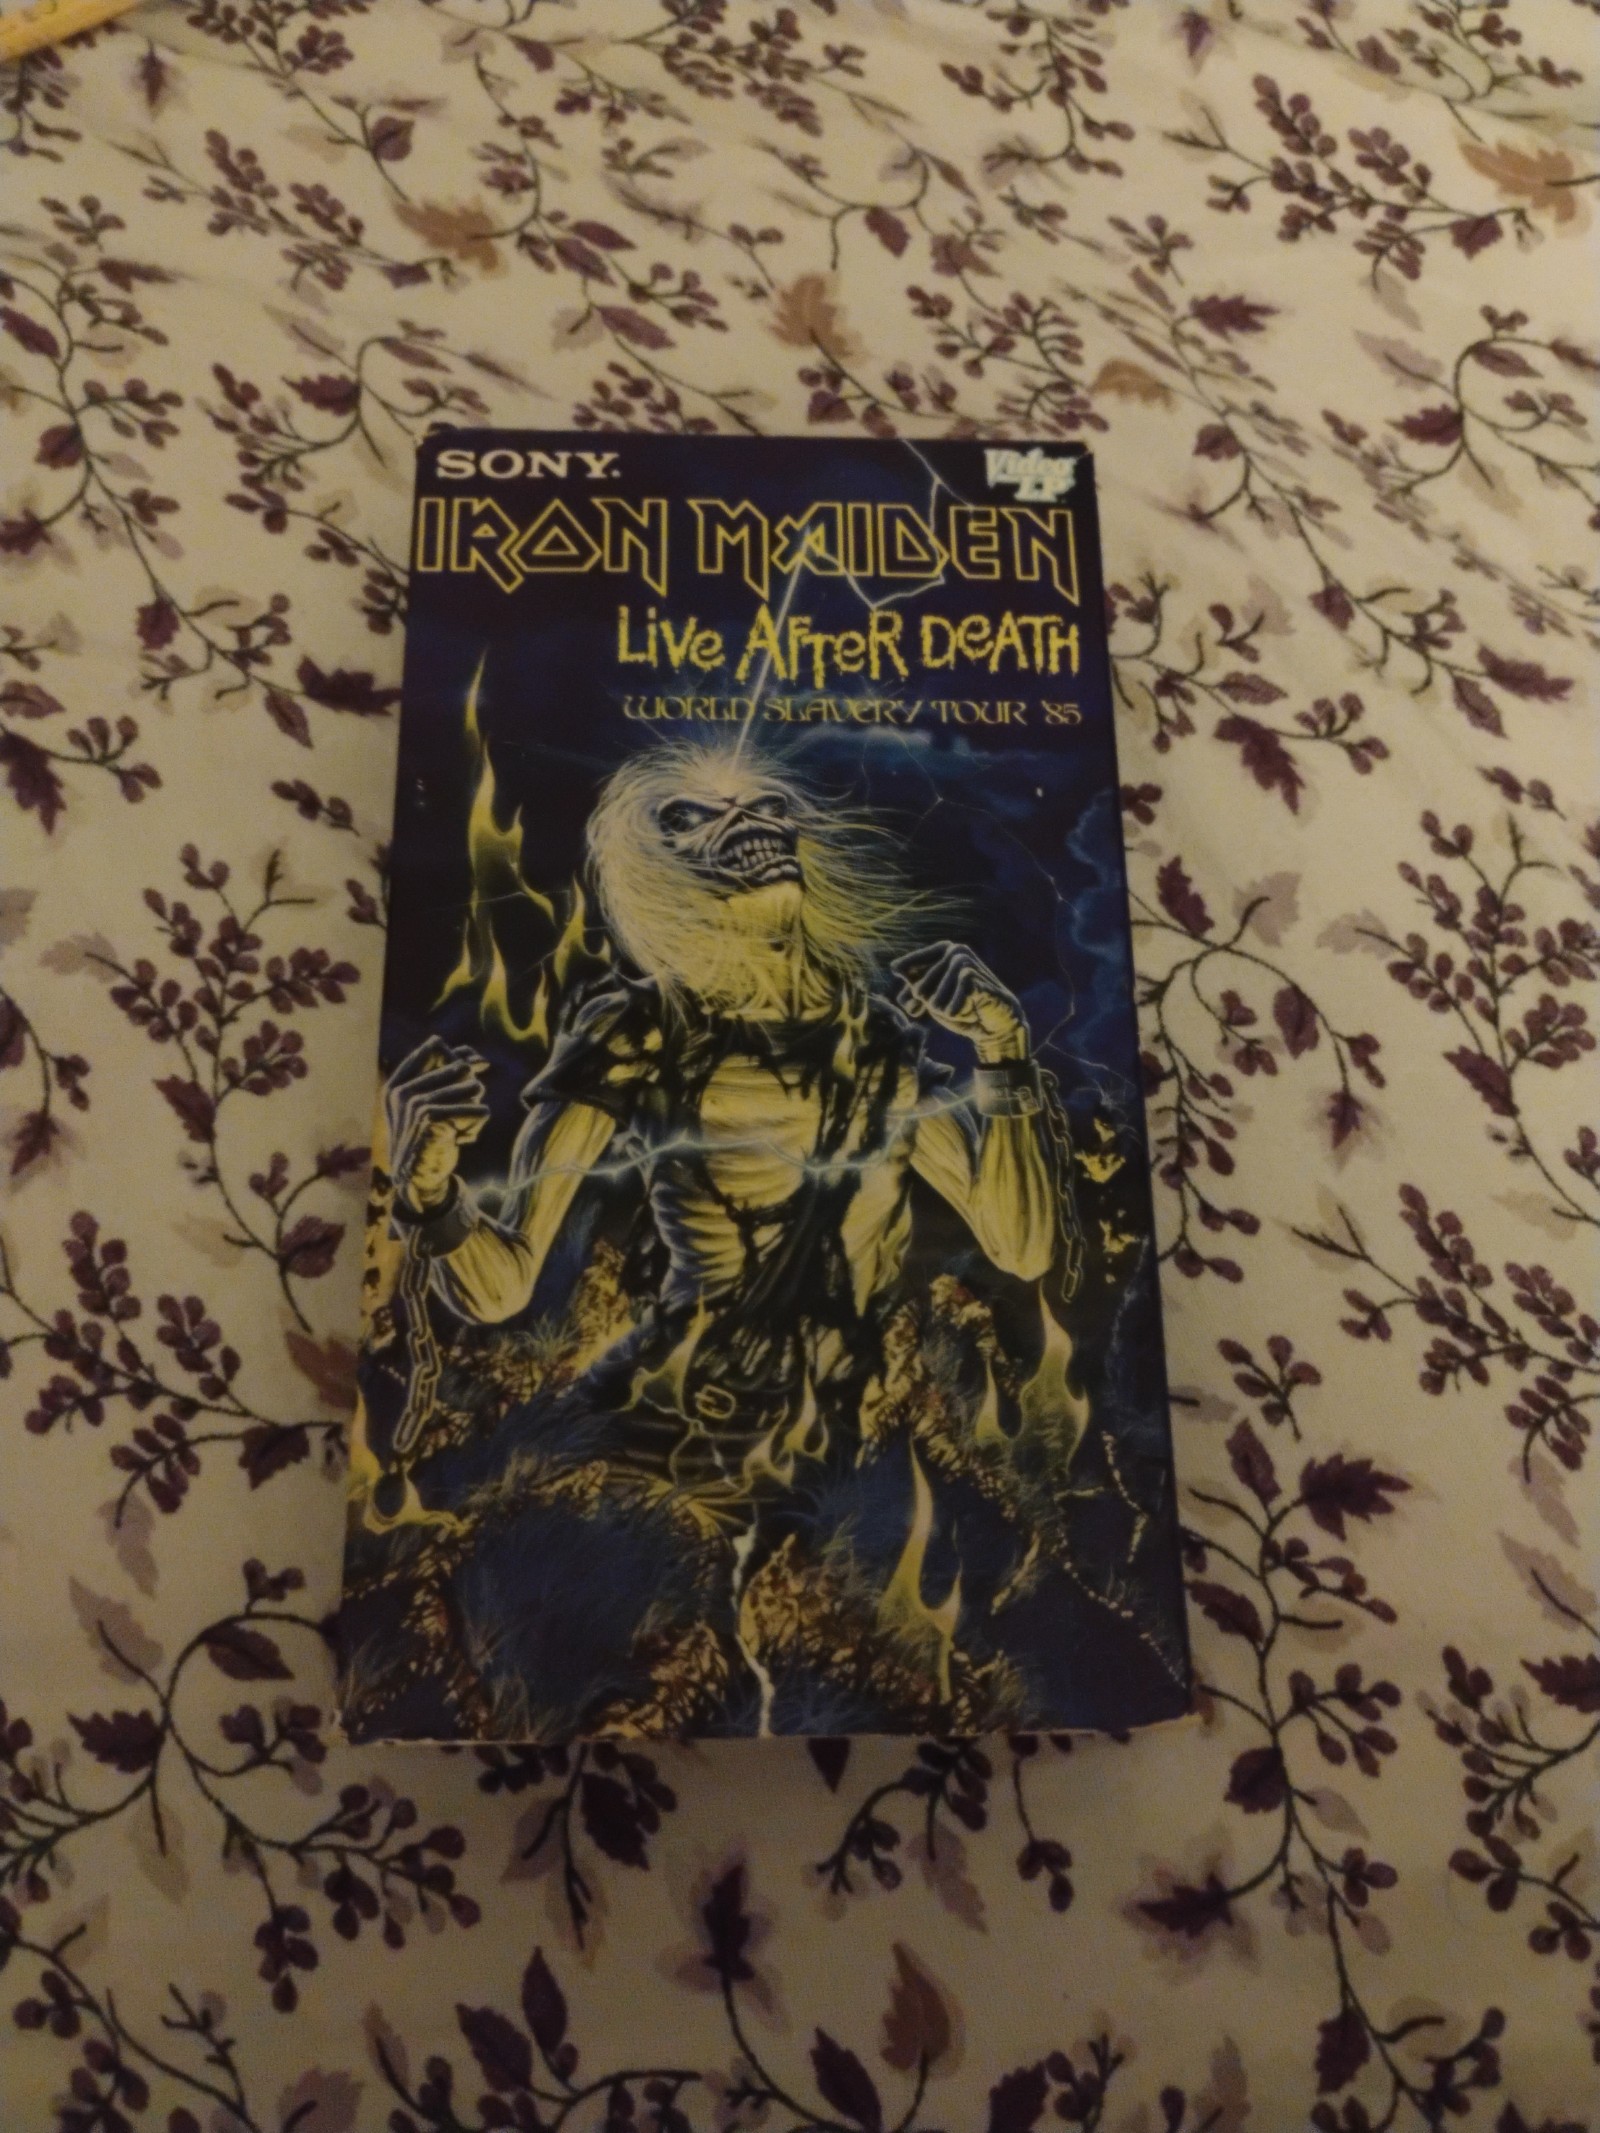 SONY.
Video LP
IRON MAIDEN
Live After Death
WORLD SLAVERY TOUR '85